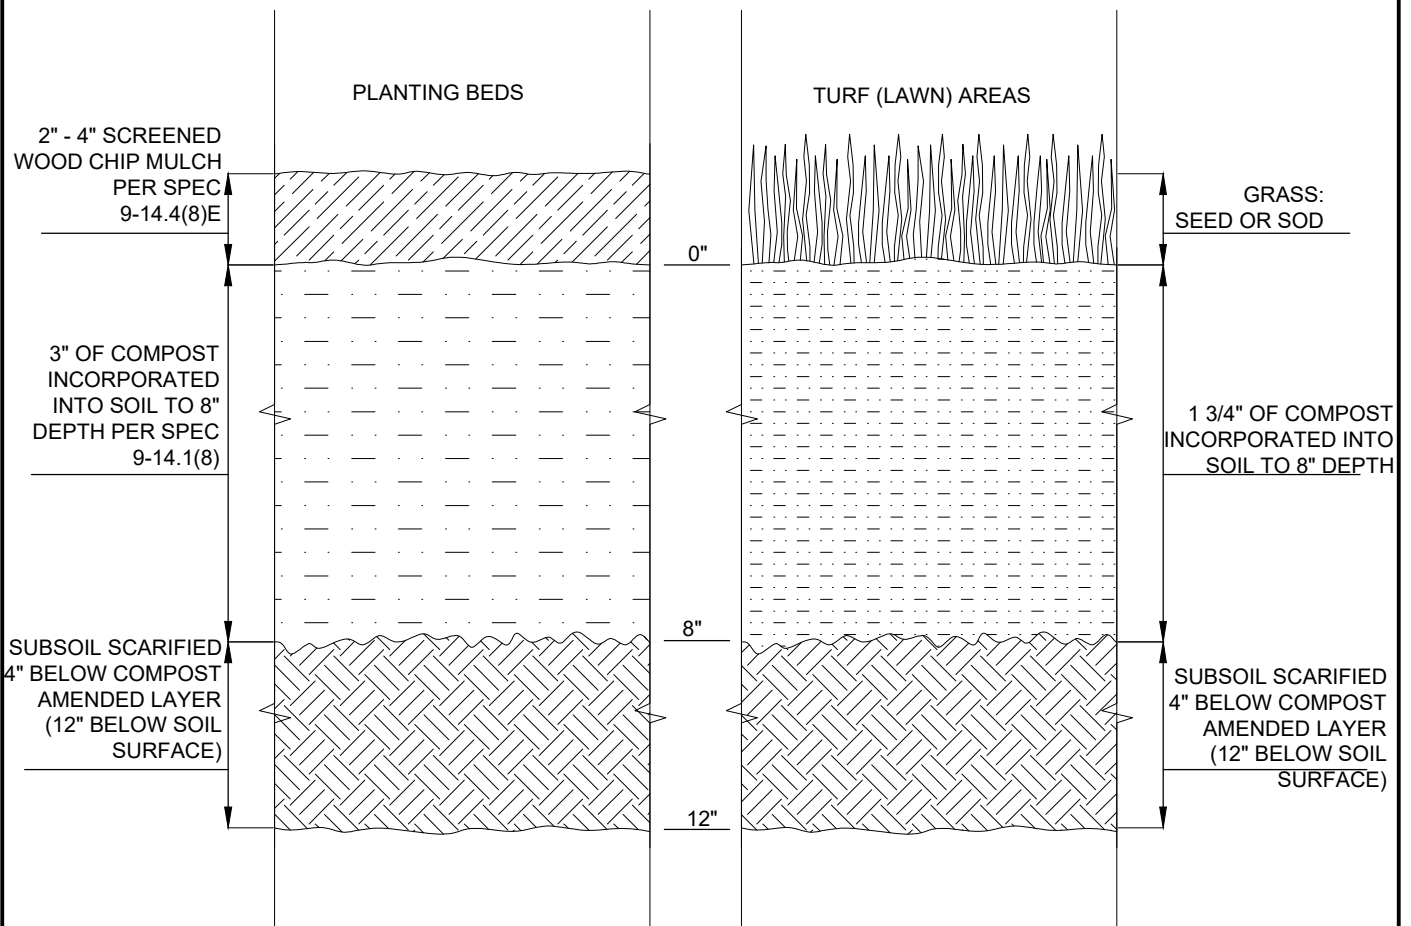 PLANTING BEDS
TURF (LAWN) AREAS
2" - 4" SCREENED
WOOD CHIP MULCH
PER SPEC
9-14.4(8)E
GRASS:
SEED OR SOD
0"
3" OF COMPOST
INCORPORATED
INTO SOIL TO 8"
DEPTH PER SPEC
9-14.1(8)
1 3/4" OF COMPOST
INCORPORATED INTO
SOIL TO 8" DEPTH
8"
SUBSOIL SCARIFIED
4" BELOW COMPOST
AMENDED LAYER
(12" BELOW SOIL
SURFACE)
SUBSOIL SCARIFIED
4" BELOW COMPOST
AMENDED LAYER
(12" BELOW SOIL
SURFACE)
12"